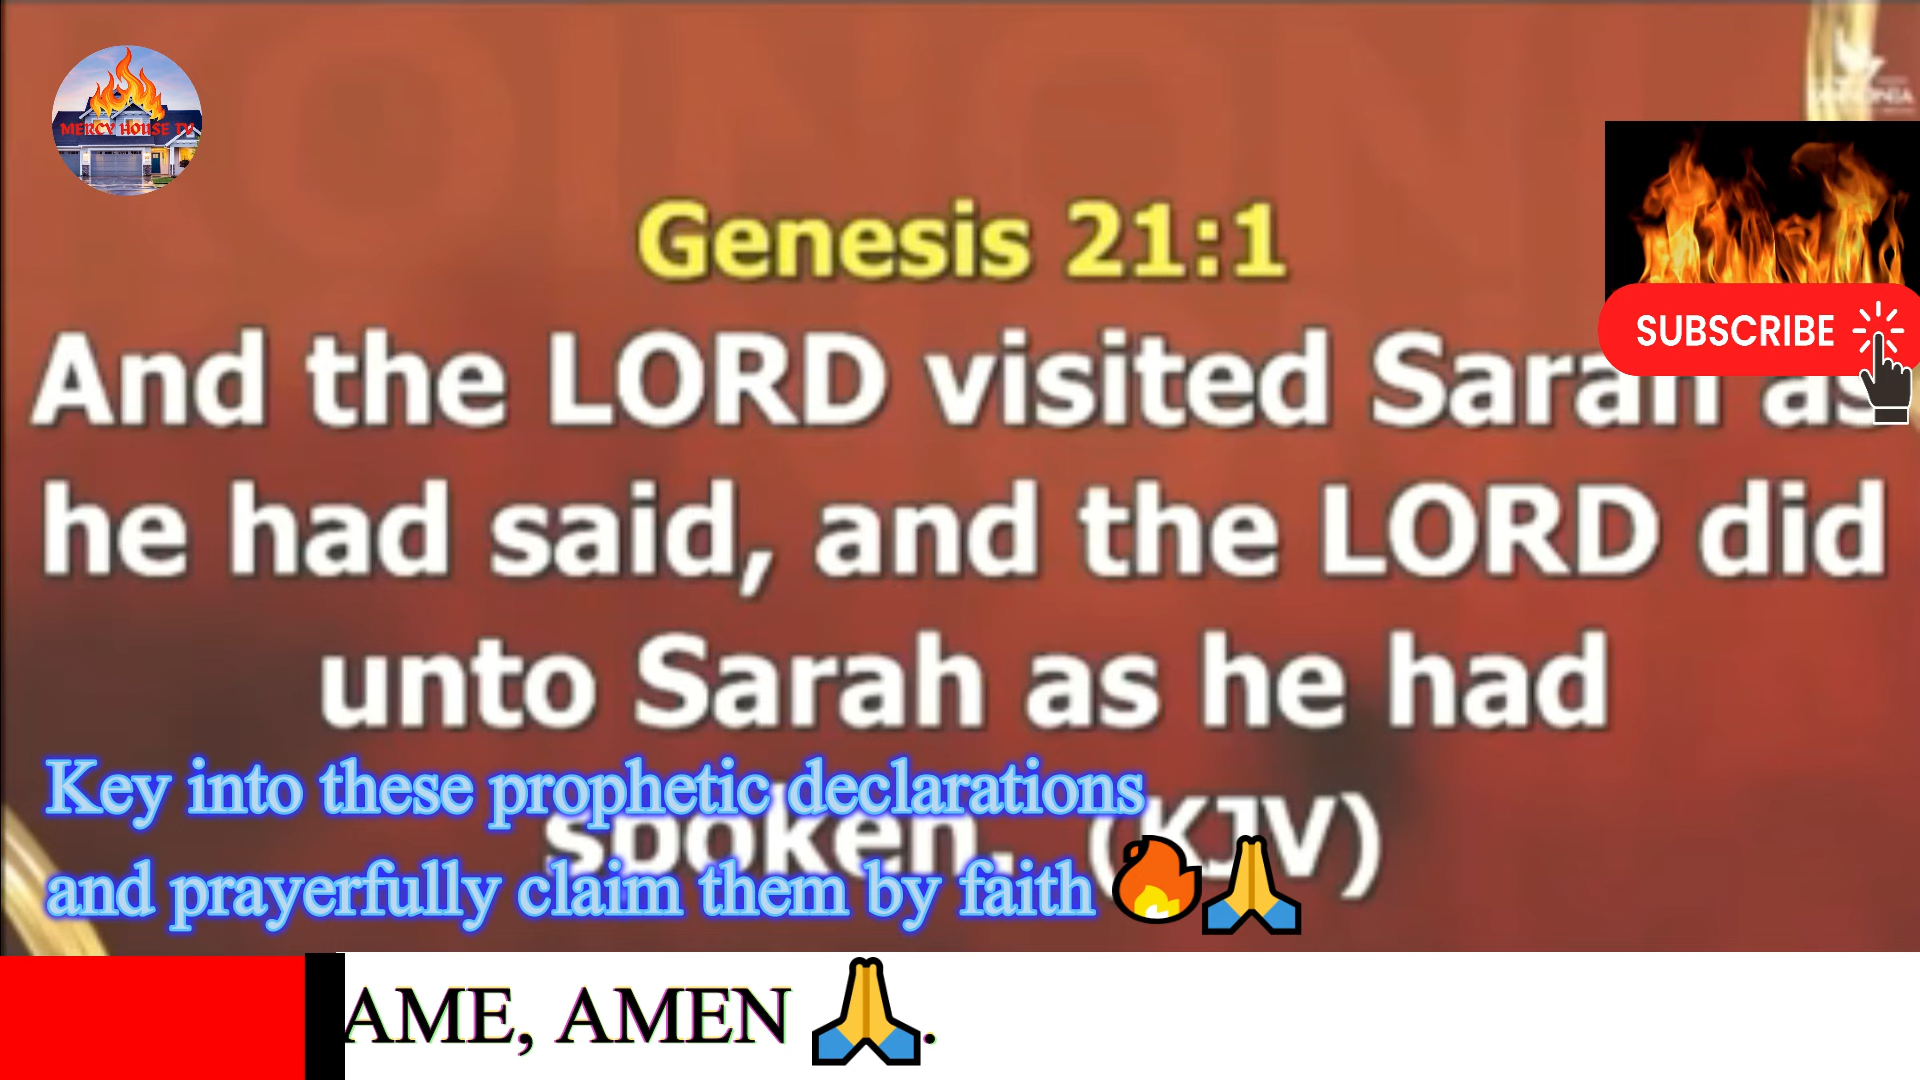 MERCY HOUSE TV
Genesis 21:1
SUBSCRIBE
And the LORD visited Sarah as
he had said, and the LORD did
unto Sarah as he had
spoken. (KJV)
Key into these prophetic declarations
and prayerfully claim them by faith 🔥🙏
AME, AMEN 🙏.